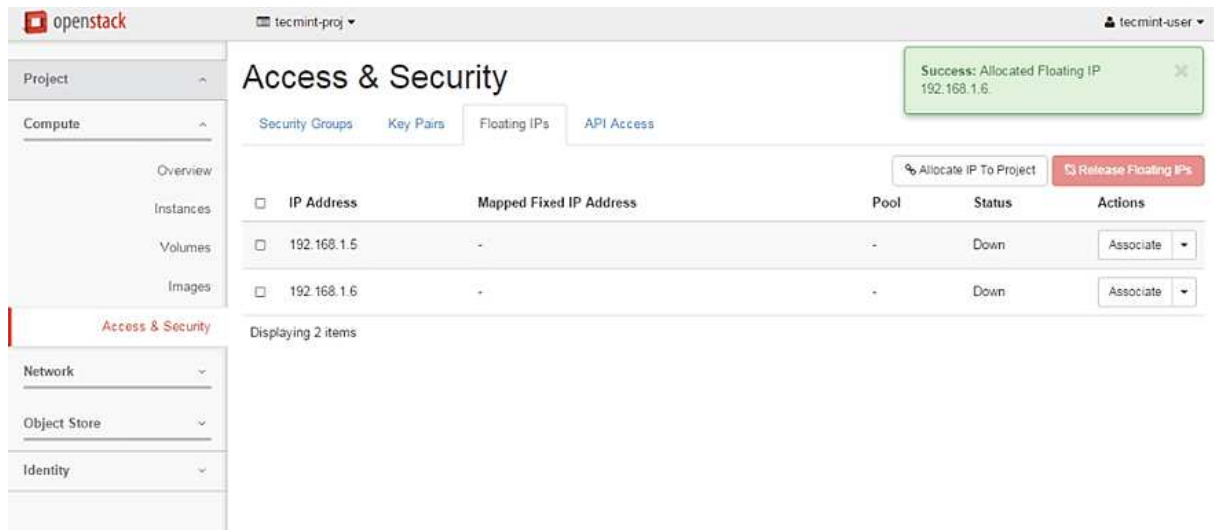 openstack
tecmint-proj
tecmint-user
Project
Compute
Overview
Instances
Volumes
Images
Access & Security
Network
Object Store
Identity
Access & Security
Success: Allocated Floating IP
192.168.1.6.
Security Groups Key Pairs Floating IPs API Access
Allocate IP To Project Release Floating IPs
IP Address Mapped Fixed IP Address Pool Status Actions
192.168.1.5 - - Down Associate
192.168.1.6 - - Down Associate
Displaying 2 items